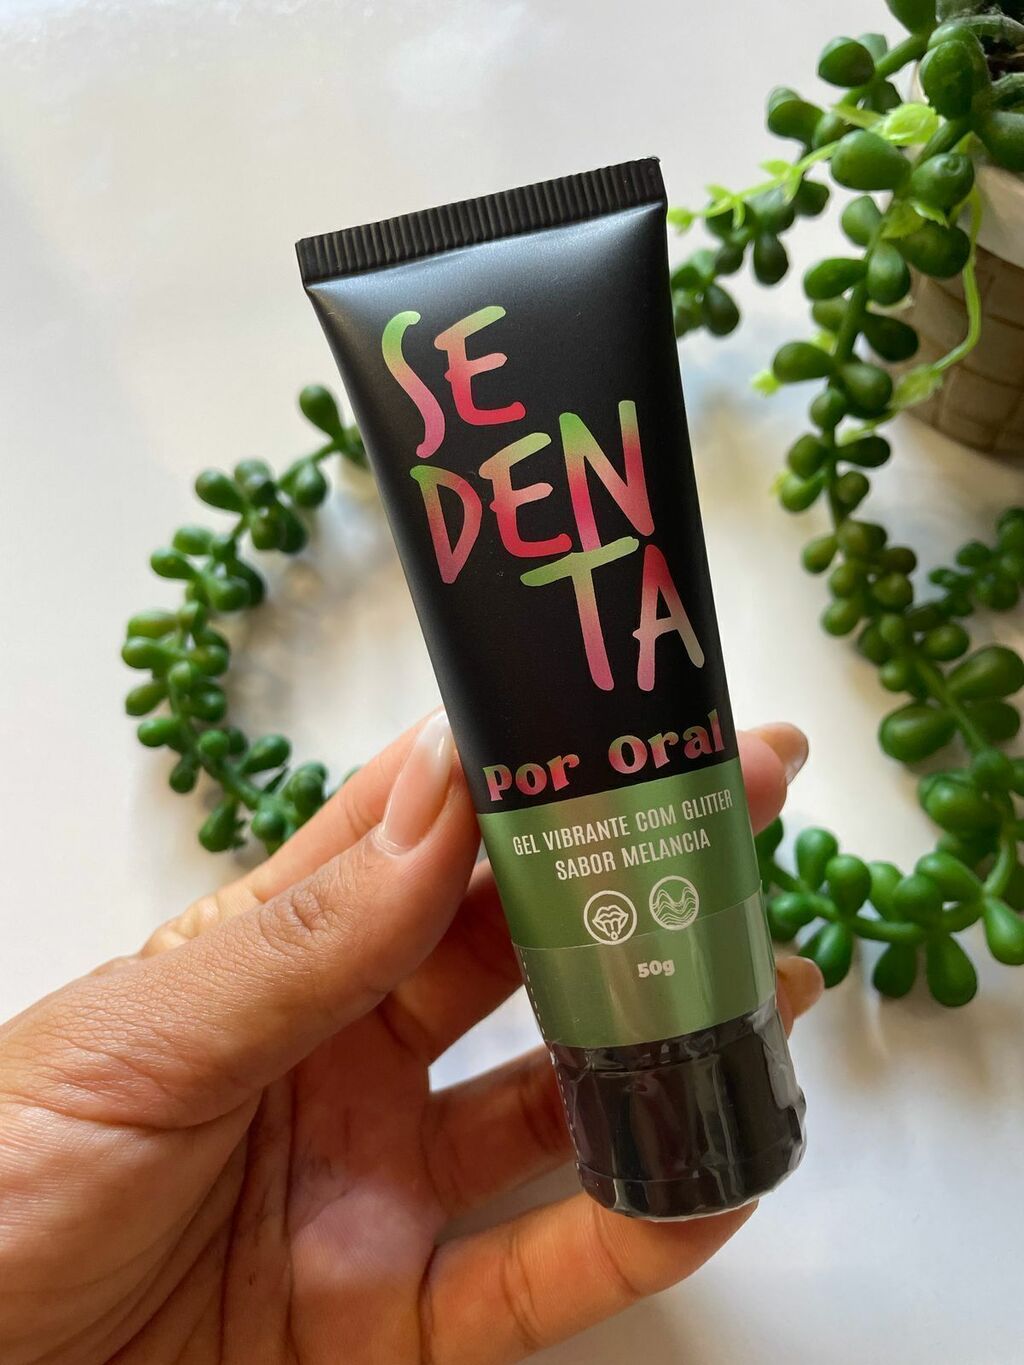 SE
DEN
TA
Por Oral
GEL VIBRANTE COM GLITTER
SABOR MELANCIA
50g